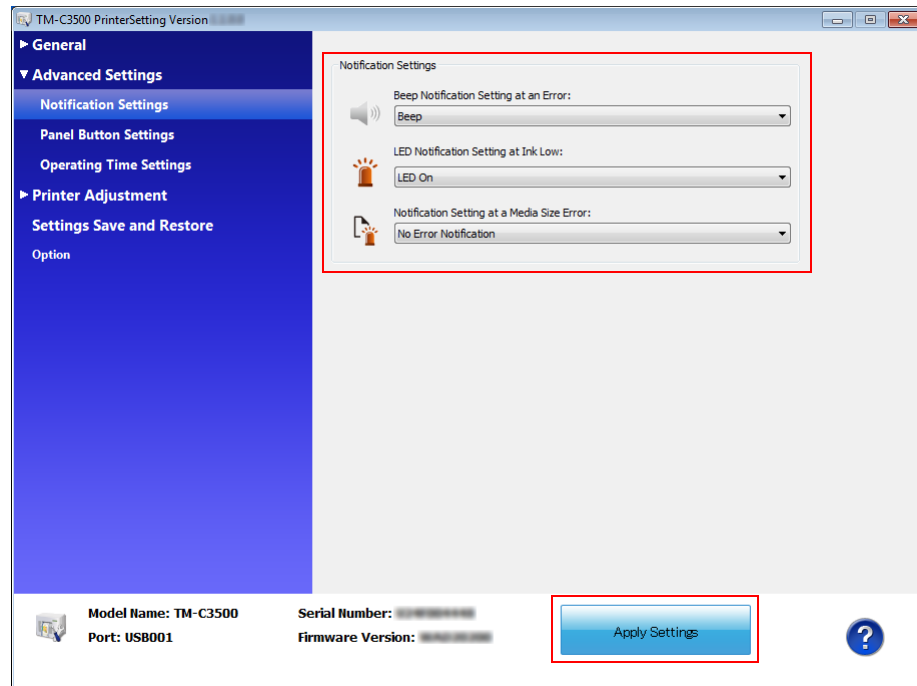 TM-C3500 PrinterSetting Version
General
Advanced Settings
Notification Settings
Panel Button Settings
Operating Time Settings
Printer Adjustment
Settings Save and Restore
Option
Notification Settings
Beep Notification Setting at an Error:
Beep
LED Notification Setting at Ink Low:
LED On
Notification Setting at a Media Size Error:
No Error Notification
Model Name: TM-C3500
Port: USB001
Serial Number:
Firmware Version:
Apply Settings
?